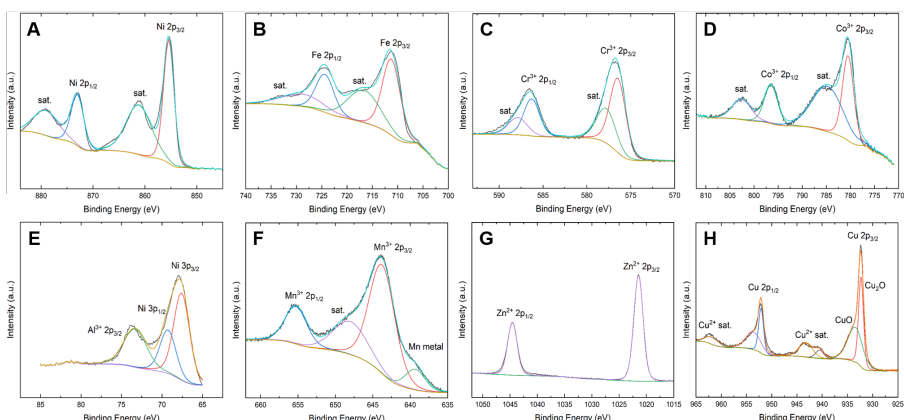 A
Ni 2p3/2
Ni 2p1/2
sat.
sat.
Intensity (a.u.)
880 870 860 850
Binding Energy (eV)
B
Fe 2p3/2
Fe 2p1/2
sat.
sat.
Intensity (a.u.)
740 735 730 725 720 715 710 705 700
Binding Energy (eV)
C
Cr³⁺ 2p3/2
Cr³⁺ 2p1/2
sat.
sat.
Intensity (a.u.)
590 585 580 575 570
Binding Energy (eV)
D
Co³⁺ 2p3/2
Co³⁺ 2p1/2
sat.
sat.
Intensity (a.u.)
810 800 790 780 770
Binding Energy (eV)
E
Ni 3p3/2
Ni 3p1/2
Al³⁺ 2p3/2
Intensity (a.u.)
85 80 75 70 65
Binding Energy (eV)
F
Mn³⁺ 2p3/2
Mn³⁺ 2p1/2
sat.
Mn metal
Intensity (a.u.)
660 655 650 645 640 635
Binding Energy (eV)
G
Zn²⁺ 2p3/2
Zn²⁺ 2p1/2
Intensity (a.u.)
1050 1045 1040 1035 1030 1025 1020 1015
Binding Energy (eV)
H
Cu 2p3/2
Cu₂O
Cu 2p1/2
CuO
Cu²⁺ sat.
Cu²⁺ sat.
Intensity (a.u.)
965 960 955 950 945 940 935 930 925
Binding Energy (eV)